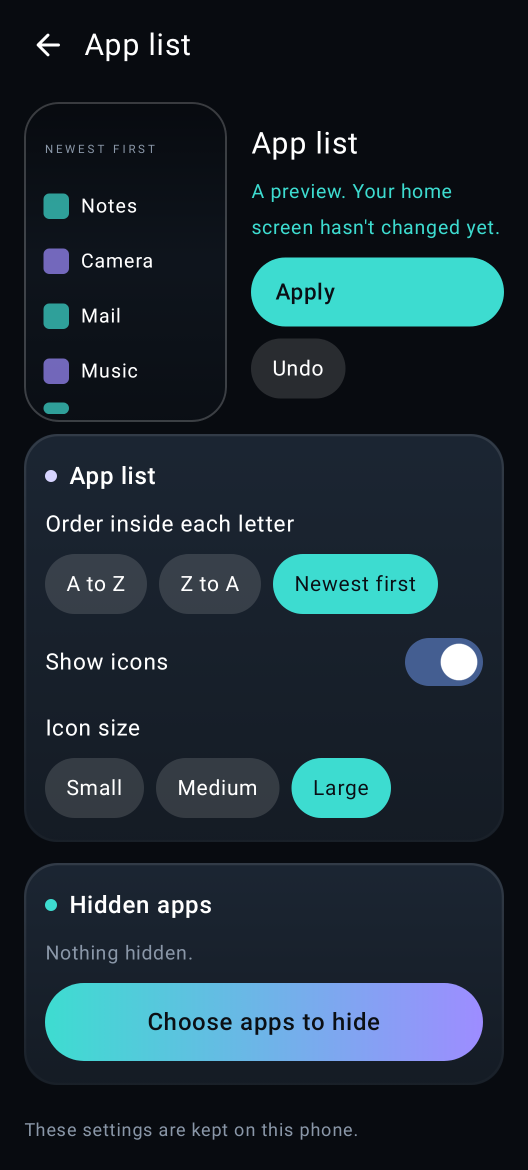 App list
NEWEST FIRST
Notes
Camera
Mail
Music
App list
A preview. Your home
screen hasn't changed yet.
Apply
Undo
App list
Order inside each letter
A to Z
Z to A
Newest first
Show icons
Icon size
Small
Medium
Large
Hidden apps
Nothing hidden.
Choose apps to hide
These settings are kept on this phone.